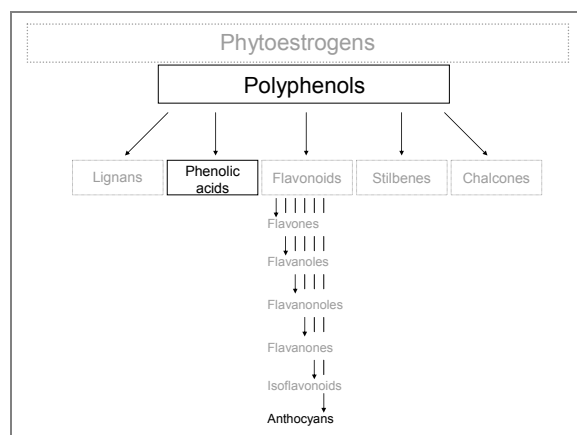 Phytoestrogens
Polyphenols
Lignans
Phenolic
acids
Flavonoids
Stilbenes
Chalcones
Flavones
Flavanoles
Flavanonoles
Flavanones
Isoflavonoids
Anthocyans